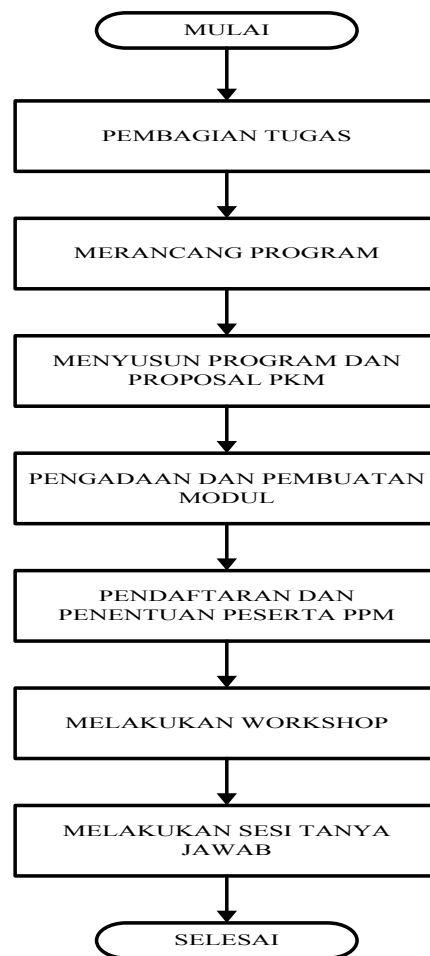 MULAI
PEMBAGIAN TUGAS
MERANCANG PROGRAM
MENYUSUN PROGRAM DAN
PROPOSAL PKM
PENGADAAN DAN PEMBUATAN
MODUL
PENDAFTARAN DAN
PENENTUAN PESERTA PPM
MELAKUKAN WORKSHOP
MELAKUKAN SESI TANYA
JAWAB
SELESAI